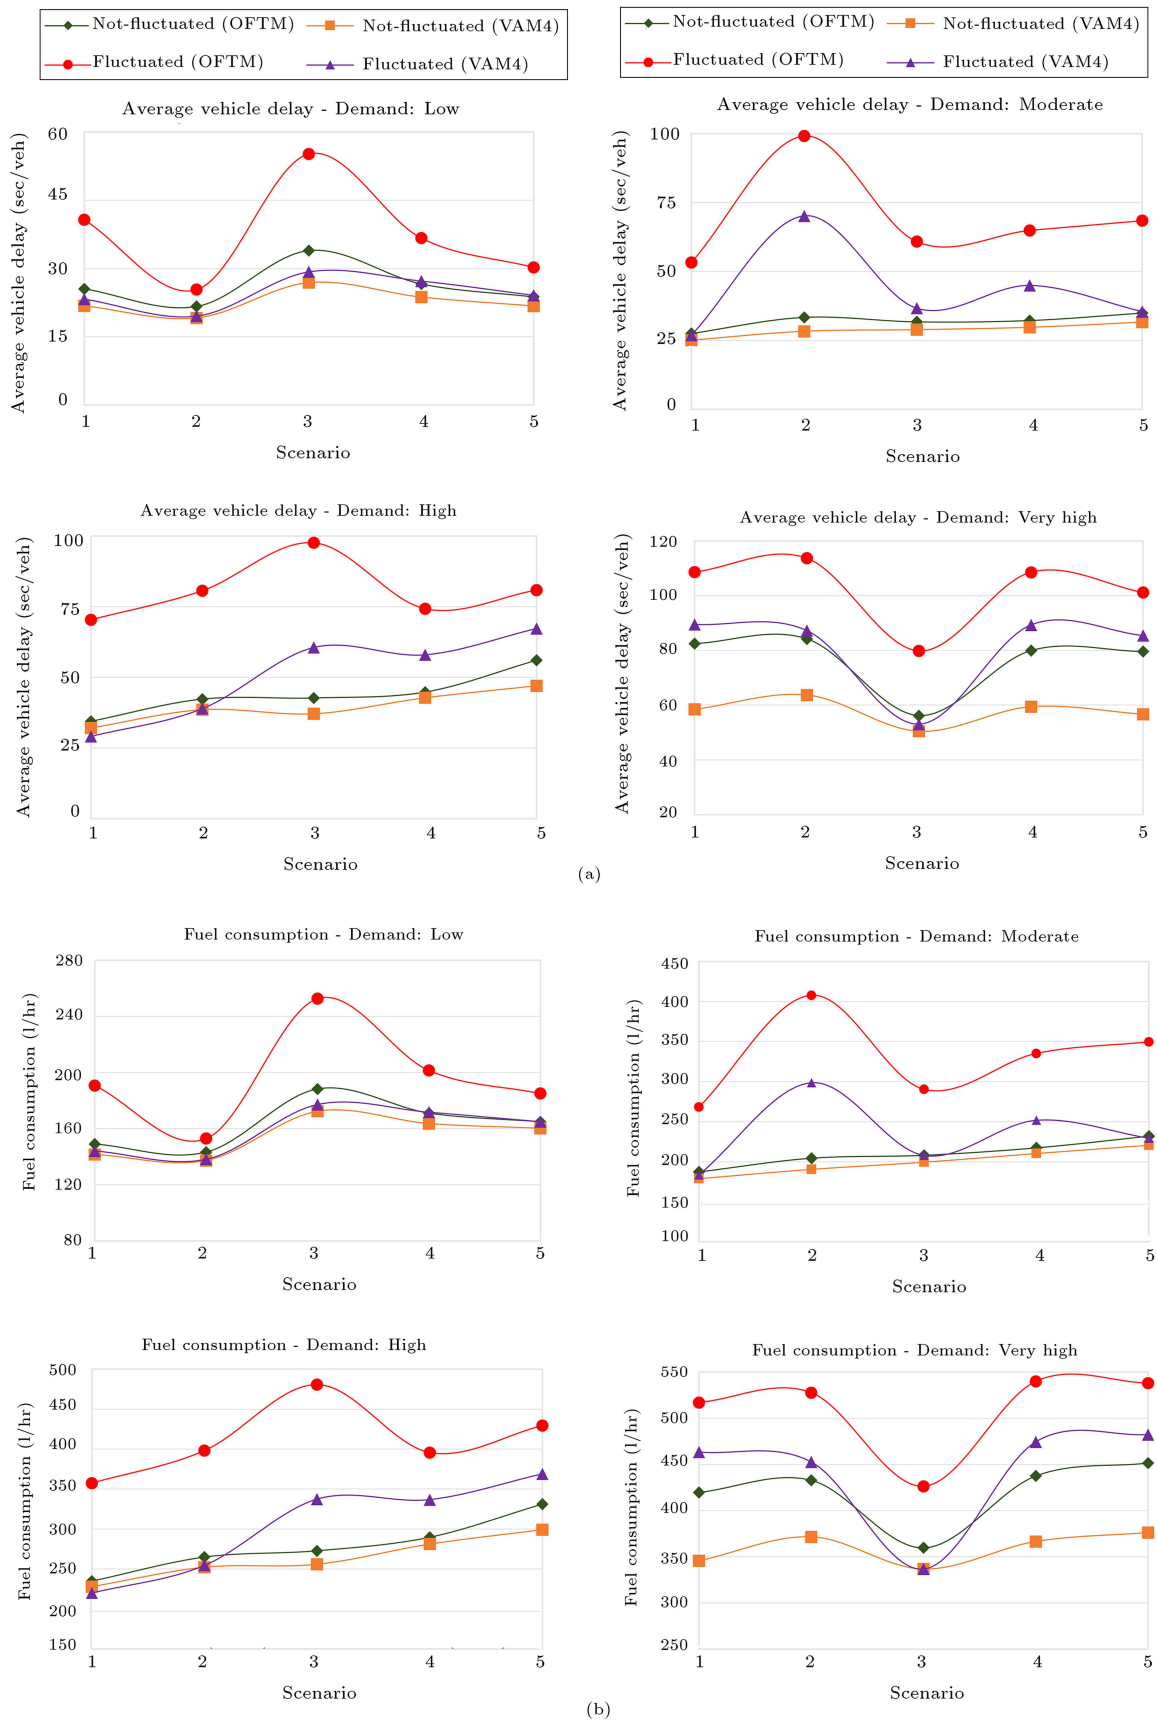 Not-fluctuated (OFTM) Not-fluctuated (VAM4)
Fluctuated (OFTM) Fluctuated (VAM4)
Average vehicle delay - Demand: Low
Average vehicle delay (sec/veh)
60
45
30
15
0
1 2 3 4 5
Scenario
Not-fluctuated (OFTM) Not-fluctuated (VAM4)
Fluctuated (OFTM) Fluctuated (VAM4)
Average vehicle delay - Demand: Moderate
Average vehicle delay (sec/veh)
100
75
50
25
0
1 2 3 4 5
Scenario
Average vehicle delay - Demand: High
Average vehicle delay (sec/veh)
100
75
50
25
0
1 2 3 4 5
Scenario
Average vehicle delay - Demand: Very high
Average vehicle delay (sec/veh)
120
100
80
60
40
20
1 2 3 4 5
Scenario
(a)
Fuel consumption - Demand: Low
Fuel consumption (l/hr)
280
240
200
160
120
80
1 2 3 4 5
Scenario
Fuel consumption - Demand: Moderate
Fuel consumption (l/hr)
450
400
350
300
250
200
150
100
1 2 3 4 5
Scenario
Fuel consumption - Demand: High
Fuel consumption (l/hr)
500
450
400
350
300
250
200
150
1 2 3 4 5
Scenario
Fuel consumption - Demand: Very high
Fuel consumption (l/hr)
550
500
450
400
350
300
250
1 2 3 4 5
Scenario
(b)